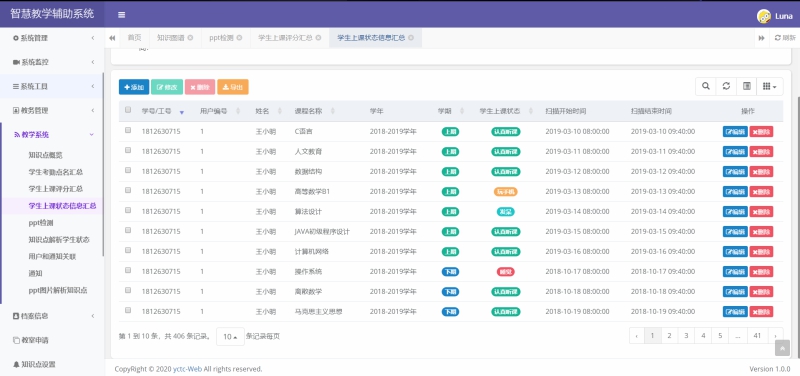 智慧教学辅助系统
Luna
首页 知识图谱 ppt检测 学生上课评分汇总 学生上课状态信息汇总 刷新
系统管理
系统监控
系统工具
教务管理
教学系统
知识点概览
学生考勤点名汇总
学生上课评分汇总
学生上课状态信息汇总
ppt检测
知识点解析学生状态
用户和通知关联
通知
ppt图片解析知识点
档案信息
教室申请
知识点设置
添加 修改 删除 导出
学号/工号 用户编号 姓名 课程名称 学年 学期 学生上课状态 扫描开始时间 扫描结束时间 操作
1812630715 1 王小明 C语言 2018-2019学年 上期 认真听课 2019-03-10 08:00:00 2019-03-10 09:40:00 编辑 删除
1812630715 1 王小明 人文教育 2018-2019学年 上期 认真听课 2019-03-11 08:00:00 2019-03-11 09:40:00 编辑 删除
1812630715 1 王小明 数据结构 2018-2019学年 上期 认真听课 2019-03-12 08:00:00 2019-03-12 09:40:00 编辑 删除
1812630715 1 王小明 高等数学B1 2018-2019学年 上期 玩手机 2019-03-13 08:00:00 2019-03-13 09:40:00 编辑 删除
1812630715 1 王小明 算法设计 2018-2019学年 上期 发呆 2019-03-14 08:00:00 2019-03-14 09:40:00 编辑 删除
1812630715 1 王小明 JAVA初级程序设计 2018-2019学年 上期 认真听课 2019-03-15 08:00:00 2019-03-15 09:40:00 编辑 删除
1812630715 1 王小明 计算机网络 2018-2019学年 上期 认真听课 2019-03-16 08:00:00 2019-03-16 09:40:00 编辑 删除
1812630715 1 王小明 操作系统 2018-2019学年 下期 睡觉 2018-10-17 08:00:00 2018-10-17 09:40:00 编辑 删除
1812630715 1 王小明 离散数学 2018-2019学年 下期 认真听课 2018-10-18 08:00:00 2018-10-18 09:40:00 编辑 删除
1812630715 1 王小明 马克思主义思想 2018-2019学年 下期 认真听课 2018-10-19 08:00:00 2018-10-19 09:40:00 编辑 删除
第 1 到 10 条，共 406 条记录。 10 条记录每页 ‹ 1 2 3 4 5 ... 41 ›
CopyRight © 2020 yctc-Web All rights reserved. Version 1.0.0